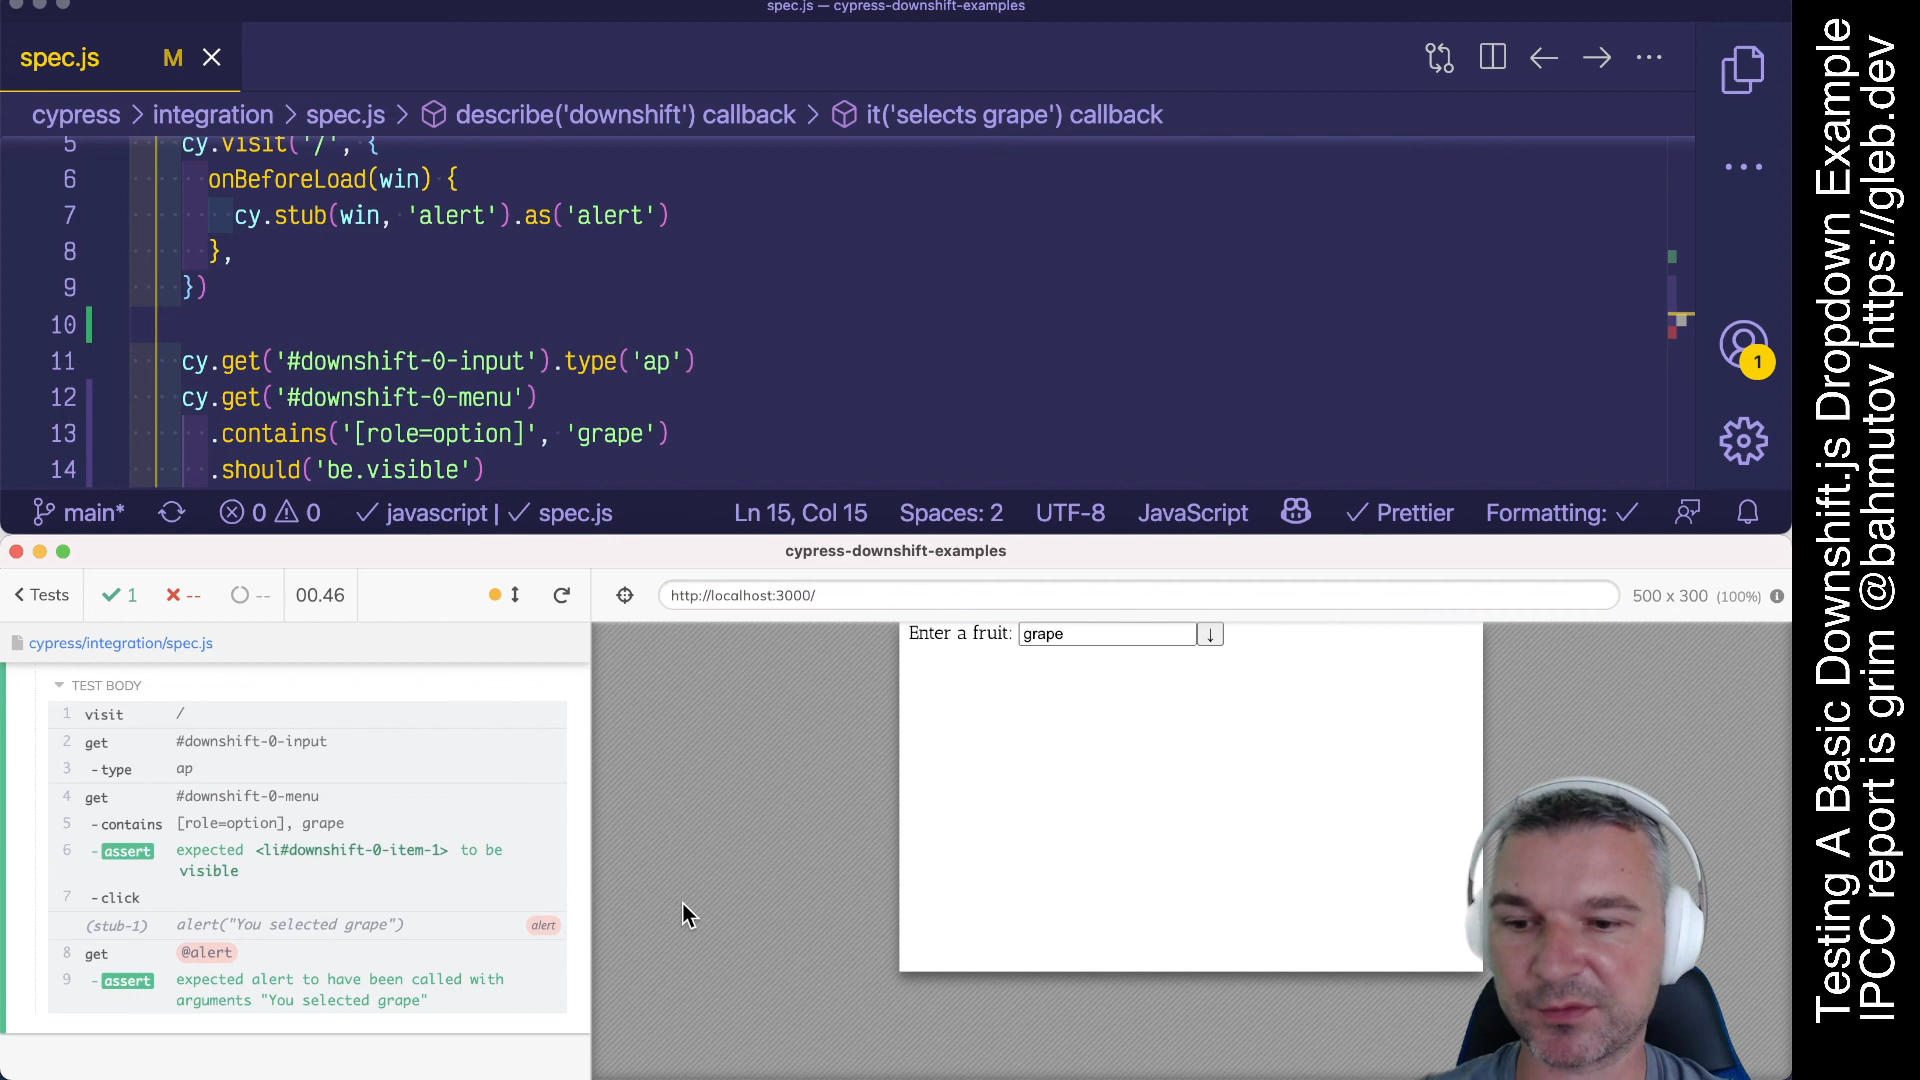 spec.js — cypress-downshift-examples
spec.js M
cypress > integration > spec.js > describe('downshift') callback > it('selects grape') callback
5 cy.visit('/', {
6 onBeforeLoad(win) {
7 cy.stub(win, 'alert').as('alert')
8 },
9 })
10
11 cy.get('#downshift-0-input').type('ap')
12 cy.get('#downshift-0-menu')
13 .contains('[role=option]', 'grape')
14 .should('be.visible')
1
main* 0 0 javascript | spec.js Ln 15, Col 15 Spaces: 2 UTF-8 JavaScript Prettier Formatting:
cypress-downshift-examples
< Tests 1 -- -- 00.46 http://localhost:3000/ 500 x 300 (100%)
cypress/integration/spec.js
Enter a fruit: grape ↓
TEST BODY
1 visit /
2 get #downshift-0-input
3 -type ap
4 get #downshift-0-menu
5 -contains [role=option], grape
6 -assert expected <li#downshift-0-item-1> to be
visible
7 -click
(stub-1) alert("You selected grape") alert
8 get @alert
9 -assert expected alert to have been called with
arguments "You selected grape"
Testing A Basic Downshift.js Dropdown Example
IPCC report is grim @bahmutov https://gleb.dev